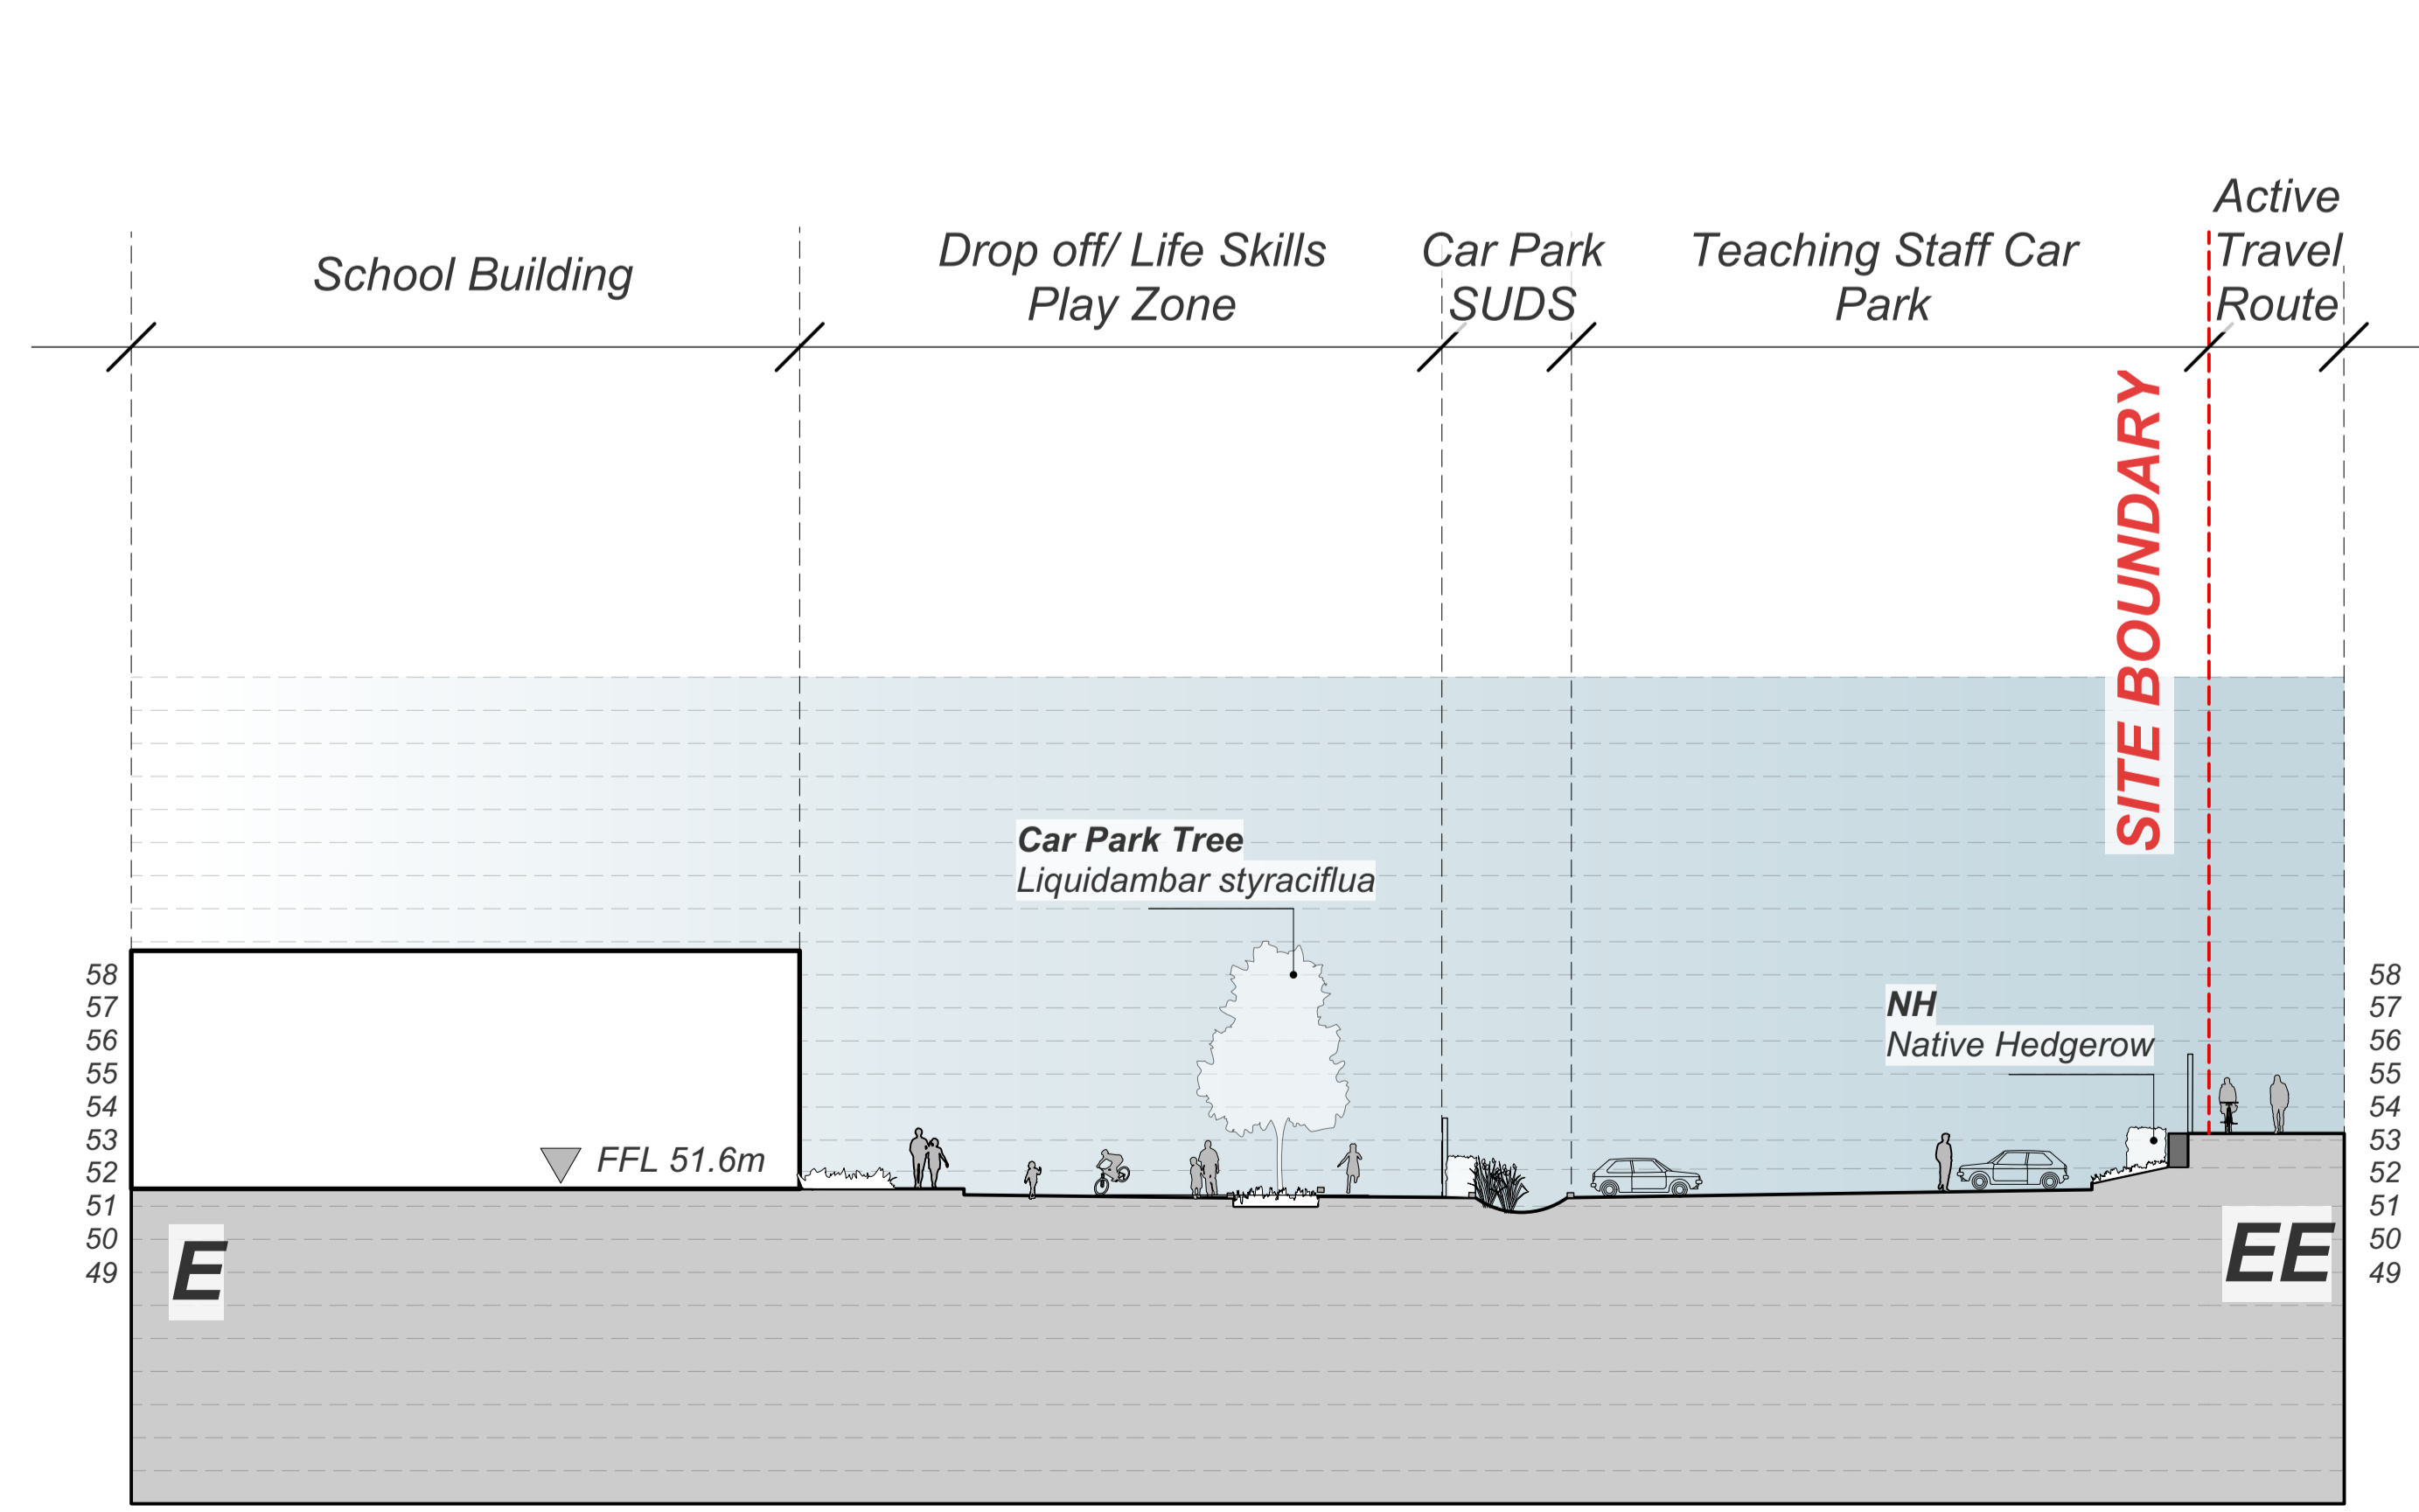 School Building
Drop off/ Life Skills
Play Zone
Car Park
SUDS
Teaching Staff Car
Park
Active
Travel
Route
SITE BOUNDARY
Car Park Tree
Liquidambar styraciflua
NH
Native Hedgerow
FFL 51.6m
58
57
56
55
54
53
52
51
50
49
58
57
56
55
54
53
52
51
50
49
E
EE